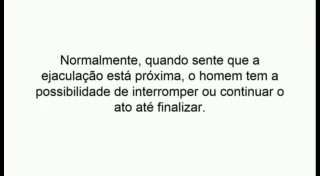 Normalmente, quando sente que a
ejaculação está próxima, o homem tem a
possibilidade de interromper ou continuar o
ato até finalizar.